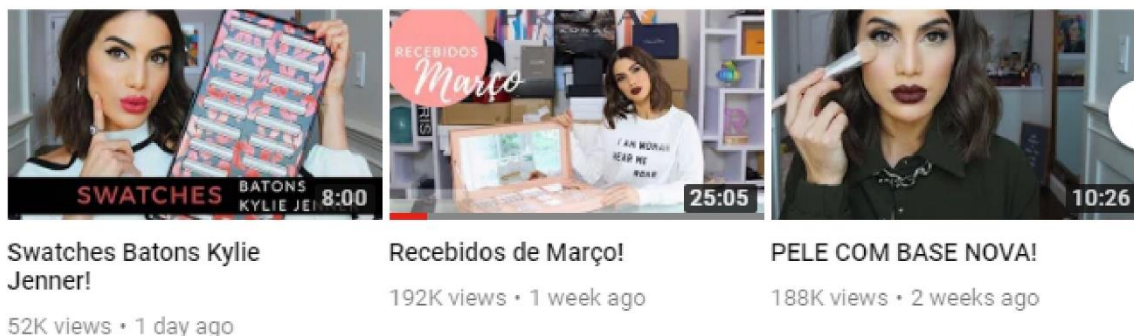 SWATCHES
BATONS
KYLIE JENNER
8:00
RECEBIDOS
Março
I AM WOMAN
HEAR ME
ROAR
25:05
10:26
Swatches Batons Kylie
Jenner!
52K views • 1 day ago
Recebidos de Março!
192K views • 1 week ago
PELE COM BASE NOVA!
188K views • 2 weeks ago